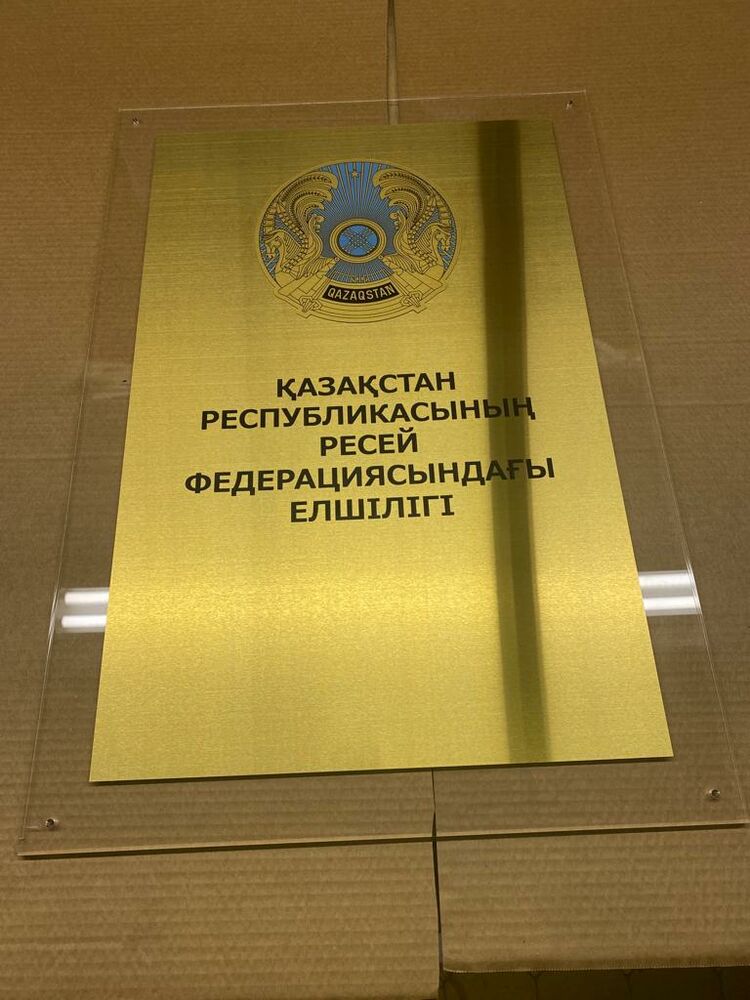 QAZAQSTAN
ҚАЗАҚСТАН
РЕСПУБЛИКАСЫНЫҢ
РЕСЕЙ
ФЕДЕРАЦИЯСЫНДАҒЫ
ЕЛШІЛІГІ